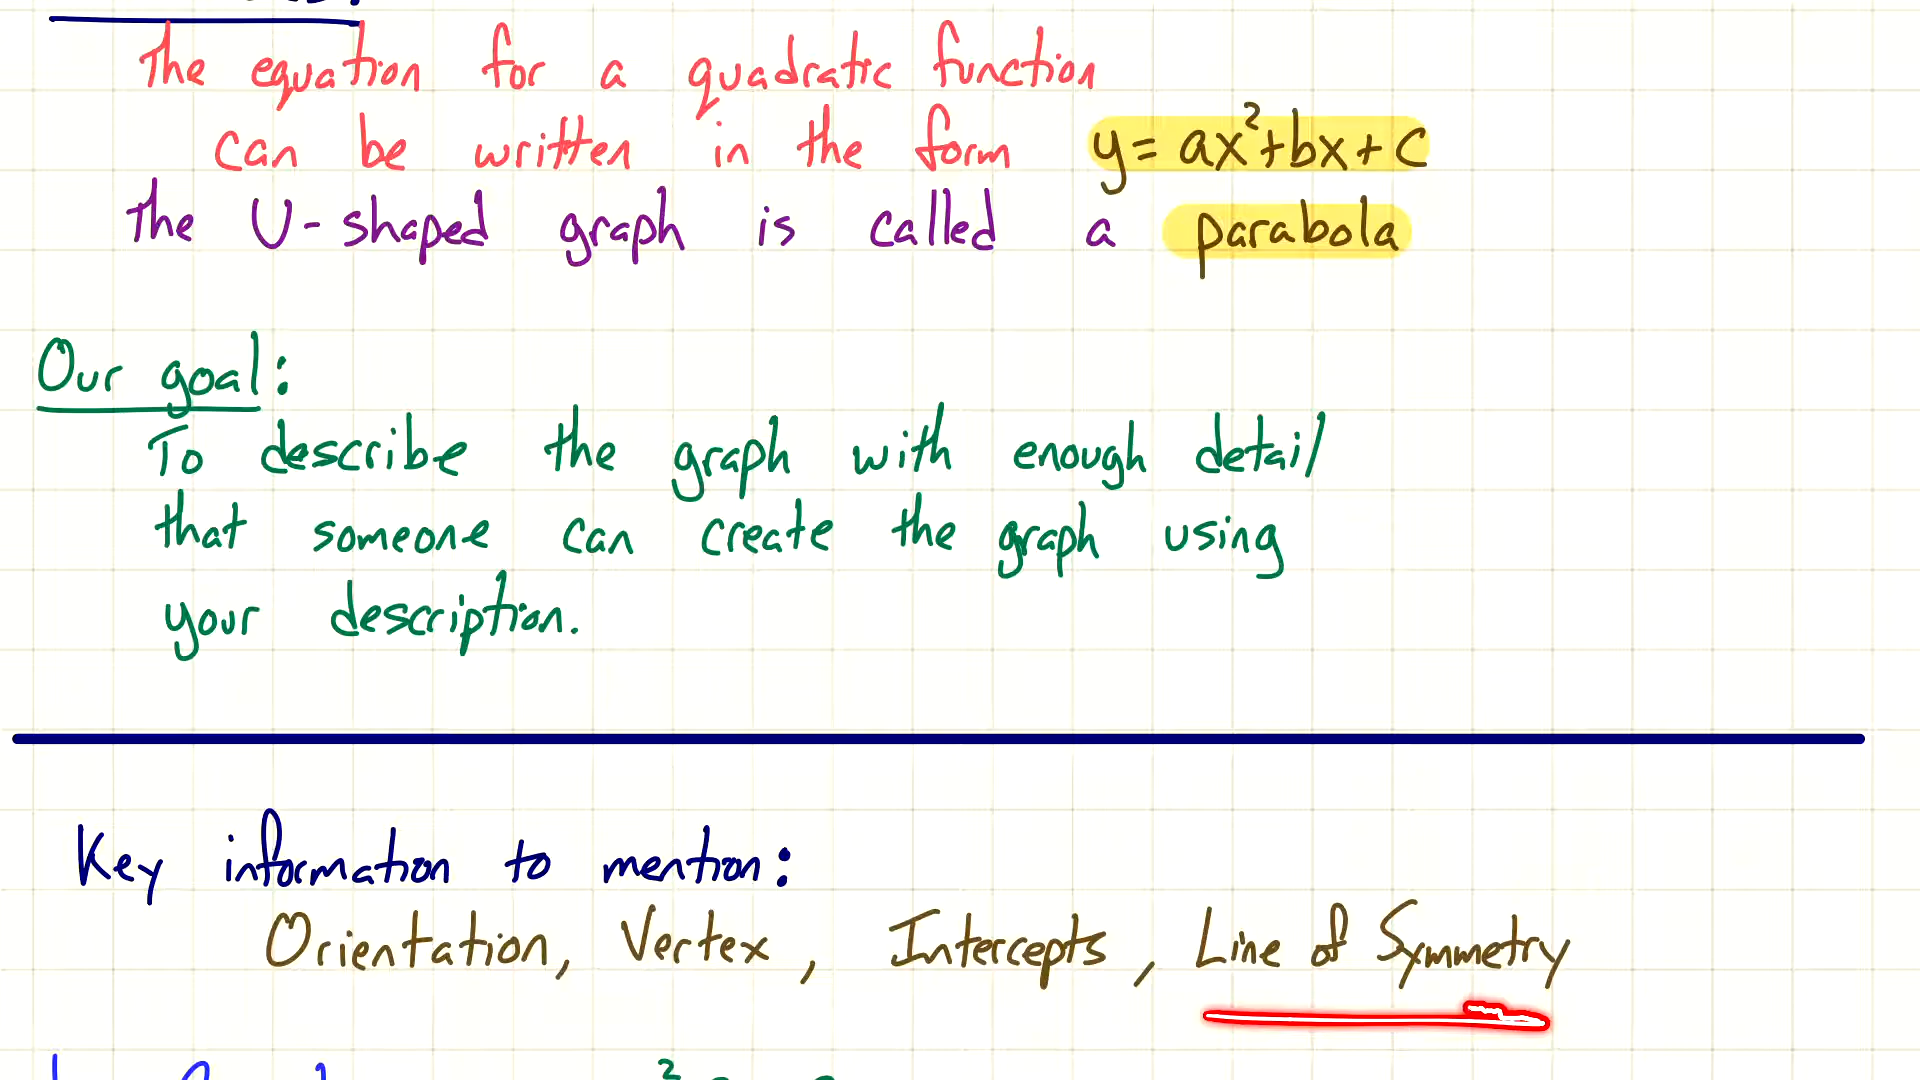 The equation for a quadratic function
can be written in the form y = ax²+bx+c
the U-shaped graph is called a parabola
Our goal:
To describe the graph with enough detail
that someone can create the graph using
your description.
Key information to mention:
Orientation, Vertex, Intercepts, Line of Symmetry